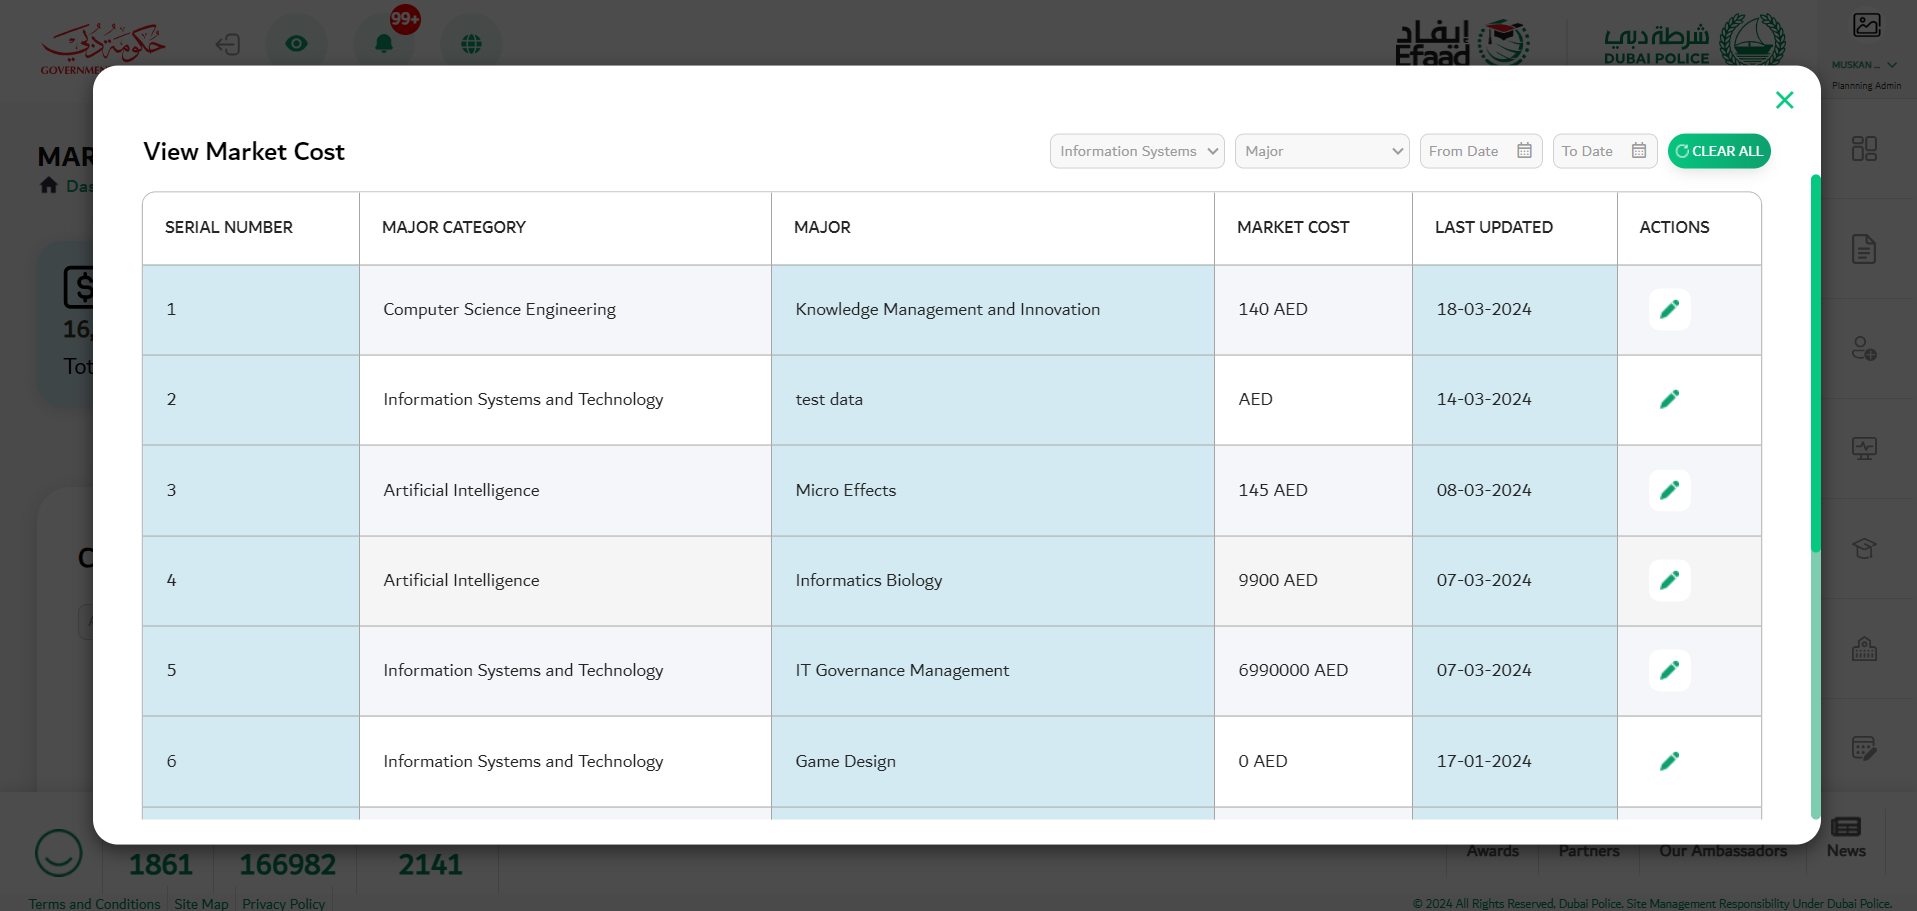 حكومة دبي
GOVERNMEN
99+
إيفاد
Efaad
شرطة دبي
DUBAI POLICE
MUSKAN ...
Plannning Admin
MAR
Das
View Market Cost
Information Systems
Major
From Date
To Date
CLEAR ALL
SERIAL NUMBER MAJOR CATEGORY MAJOR MARKET COST LAST UPDATED ACTIONS
1 Computer Science Engineering Knowledge Management and Innovation 140 AED 18-03-2024
2 Information Systems and Technology test data AED 14-03-2024
3 Artificial Intelligence Micro Effects 145 AED 08-03-2024
4 Artificial Intelligence Informatics Biology 9900 AED 07-03-2024
5 Information Systems and Technology IT Governance Management 6990000 AED 07-03-2024
6 Information Systems and Technology Game Design 0 AED 17-01-2024
16,
Tot
C
A
1861 166982 2141
Awards Partners Our Ambassadors News
Terms and Conditions Site Map Privacy Policy
© 2024 All Rights Reserved, Dubai Police. Site Management Responsibility Under Dubai Police.